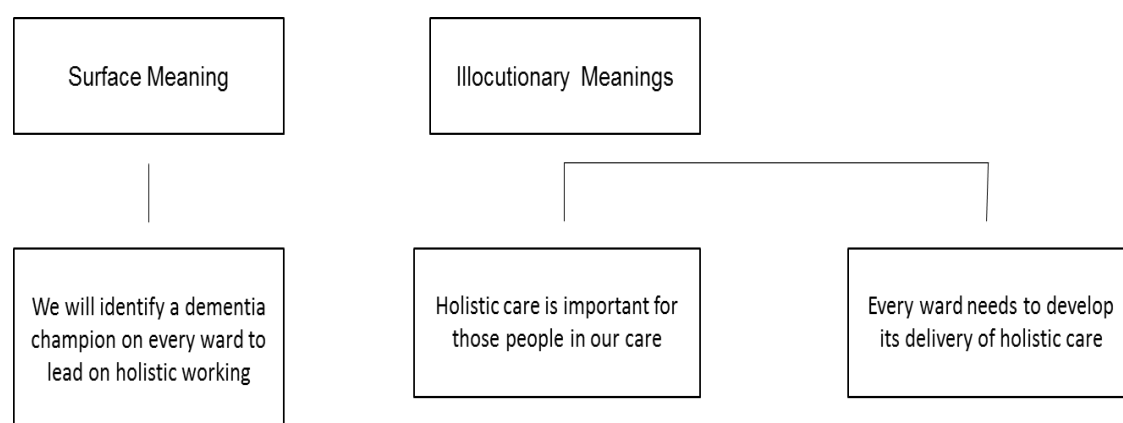 Surface Meaning
Illocutionary Meanings
We will identify a dementia
champion on every ward to
lead on holistic working
Holistic care is important for
those people in our care
Every ward needs to develop
its delivery of holistic care